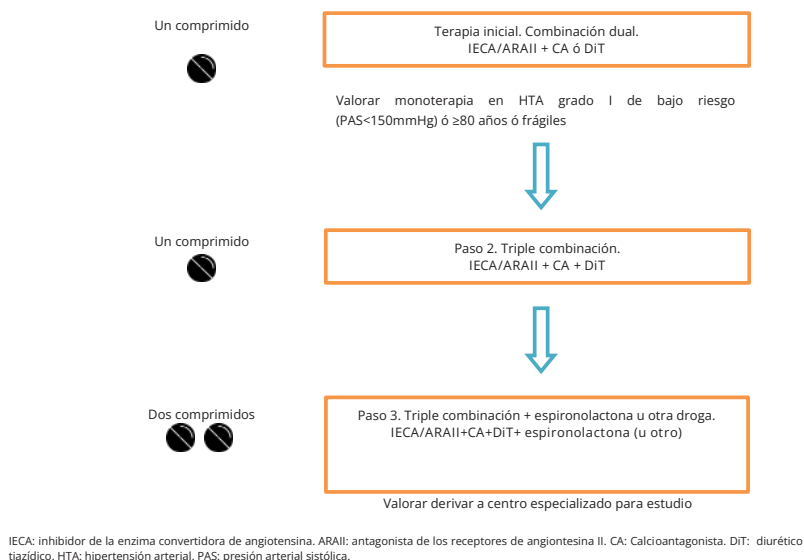 Un comprimido
Terapia inicial. Combinación dual.
IECA/ARAII + CA ó DiT
Valorar monoterapia en HTA grado I de bajo riesgo
(PAS<150mmHg) ó ≥80 años ó frágiles
Un comprimido
Paso 2. Triple combinación.
IECA/ARAII + CA + DiT
Dos comprimidos
Paso 3. Triple combinación + espironolactona u otra droga.
IECA/ARAII+CA+DiT+ espironolactona (u otro)
Valorar derivar a centro especializado para estudio
IECA: inhibidor de la enzima convertidora de angiotensina. ARAII: antagonista de los receptores de angiontesina II. CA: Calcioantagonista. DiT: diurético
tiazídico. HTA: hipertensión arterial. PAS: presión arterial sistólica.